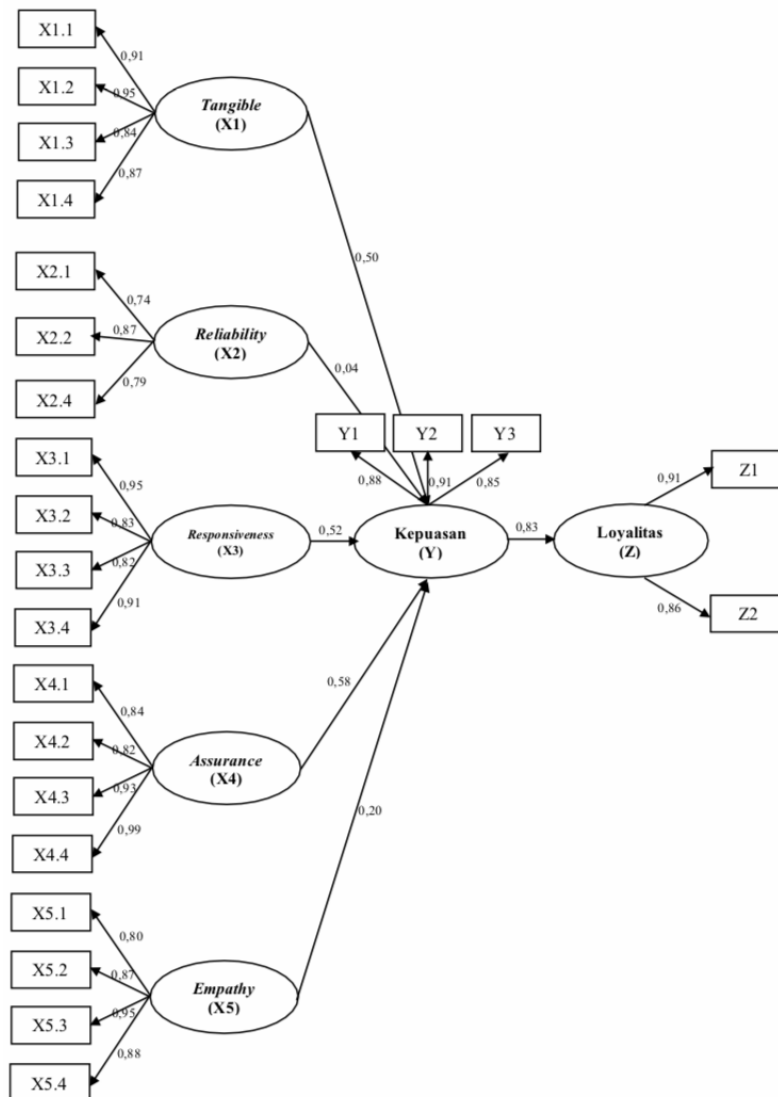 X1.1
0,91
X1.2
0,95
Tangible
(X1)
X1.3
0,84
0,87
X1.4
0,50
X2.1
0,74
X2.2
0,87
Reliability
(X2)
0,04
0,79
X2.4
Y1
Y2
Y3
X3.1
0,95
0,88
0,91
0,85
0,91
Z1
X3.2
0,83
Responsiveness
(X3)
0,52
Kepuasan
(Y)
0,83
Loyalitas
(Z)
X3.3
0,82
0,91
X3.4
0,86
Z2
X4.1
0,84
0,58
X4.2
0,82
Assurance
(X4)
X4.3
0,93
0,20
0,99
X4.4
X5.1
0,80
X5.2
0,87
Empathy
(X5)
X5.3
0,95
0,88
X5.4